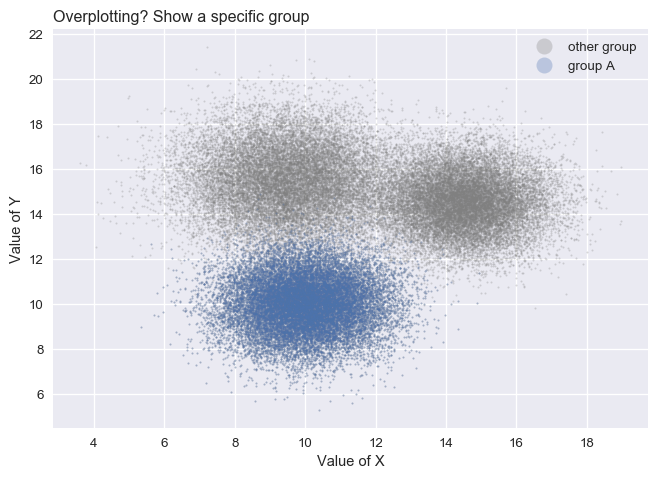 Overplotting? Show a specific group
other group
group A
22
20
18
16
14
12
10
8
6
Value of Y
4 6 8 10 12 14 16 18
Value of X